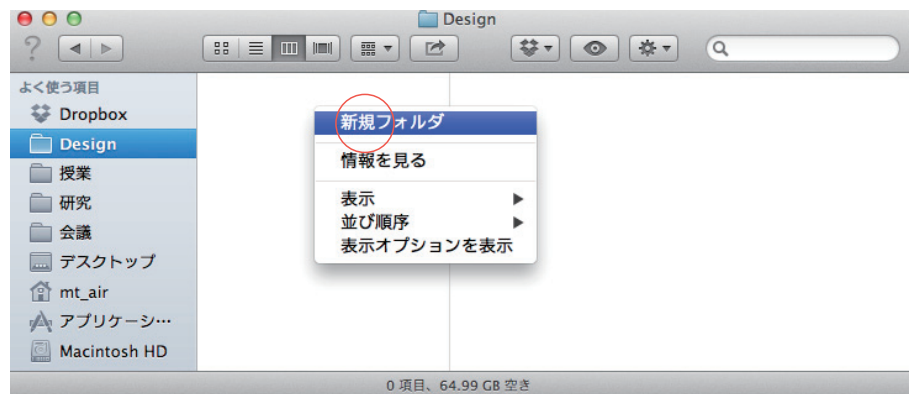 Design
よく使う項目
Dropbox
Design
授業
研究
会議
デスクトップ
mt_air
アプリケーシ…
Macintosh HD
新規フォルダ
情報を見る
表示
並び順序
表示オプションを表示
0 項目、64.99 GB 空き